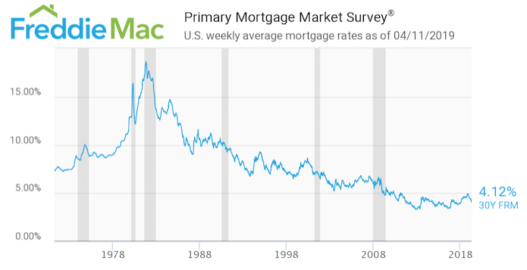 FreddieMac
Primary Mortgage Market Survey®
U.S. weekly average mortgage rates as of 04/11/2019
15.00%
10.00%
5.00%
0.00%
4.12%
30Y FRM
1978
1988
1998
2008
2018